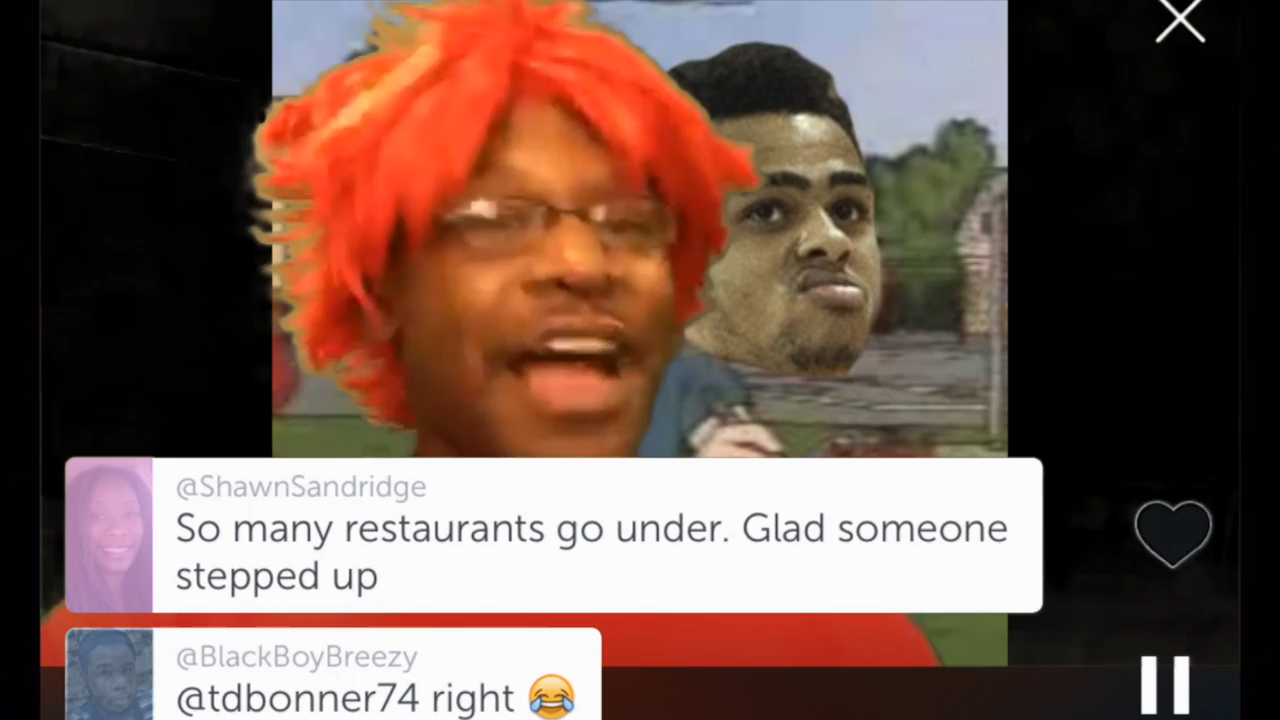 @ShawnSandridge
So many restaurants go under. Glad someone
stepped up
@BlackBoyBreezy
@tdbonner74 right 😂